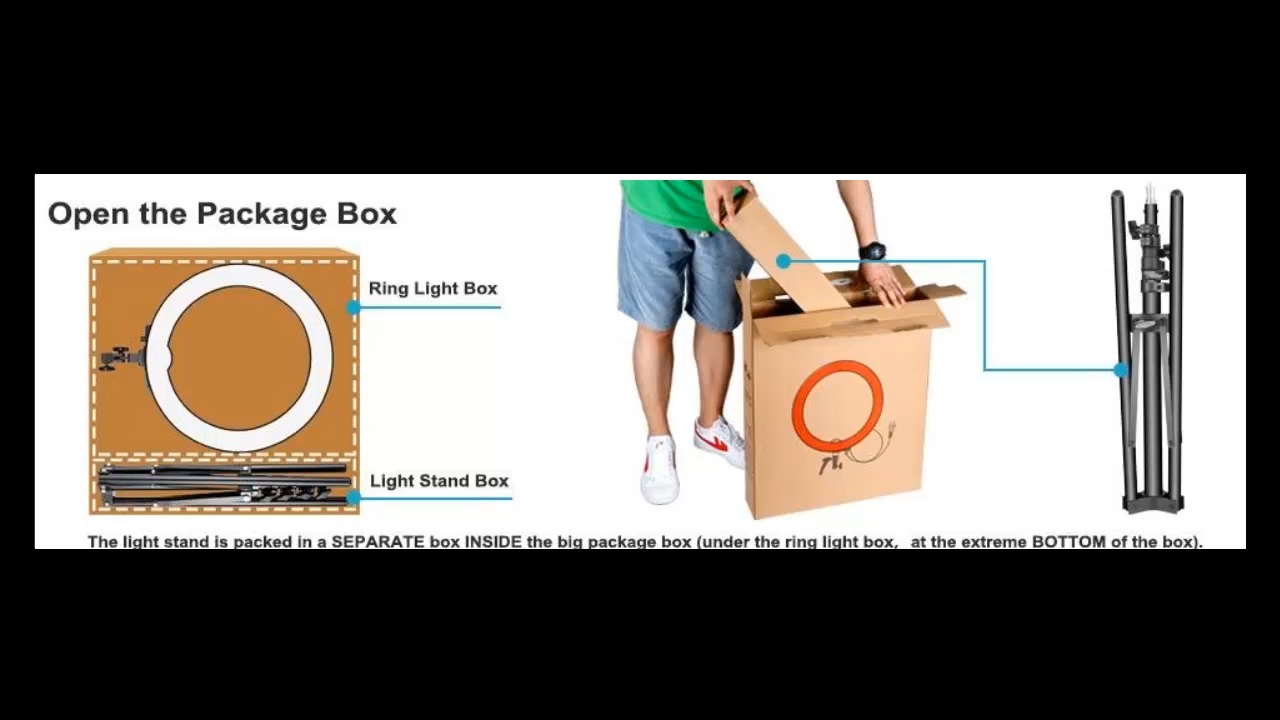 Open the Package Box
Ring Light Box
Light Stand Box
The light stand is packed in a SEPARATE box INSIDE the big package box (under the ring light box, at the extreme BOTTOM of the box).